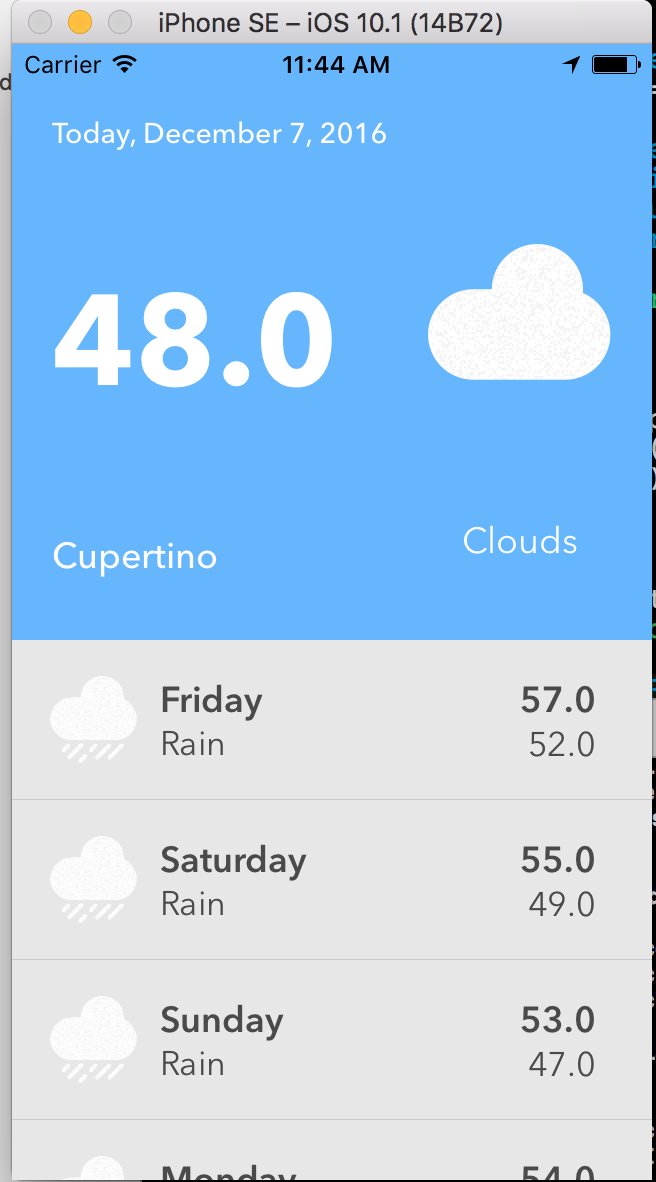 iPhone SE – iOS 10.1 (14B72)
Carrier 11:44 AM
Today, December 7, 2016
48.0
Cupertino
Clouds
Friday 57.0
Rain 52.0
Saturday 55.0
Rain 49.0
Sunday 53.0
Rain 47.0
Monday 54.0